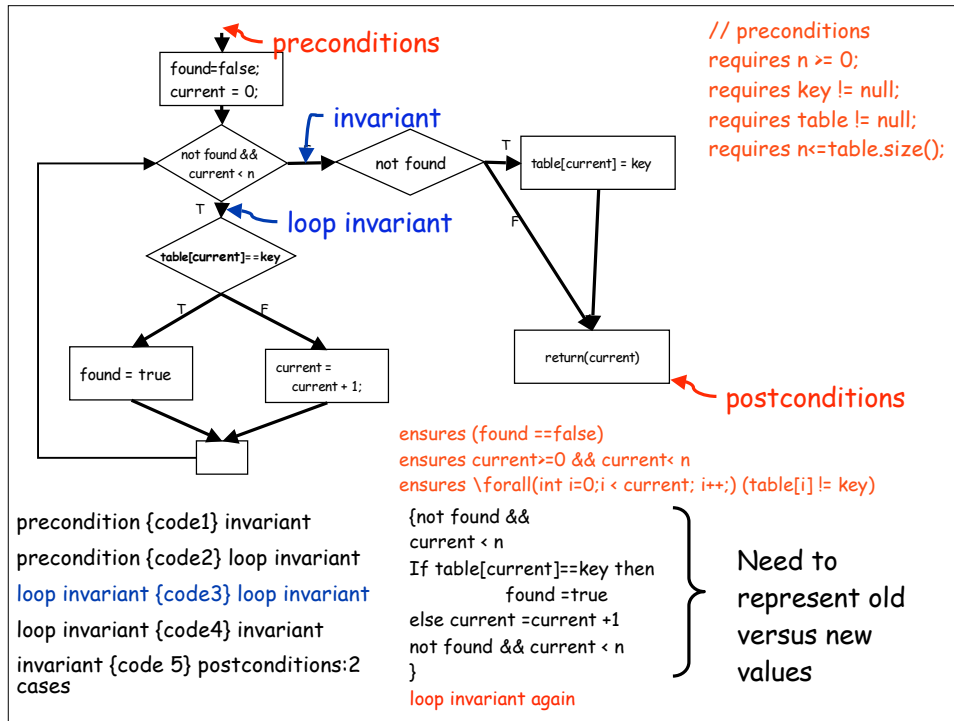 preconditions
// preconditions
requires n >= 0;
requires key != null;
requires table != null;
requires n<=table.size();
found=false;
current = 0;
invariant
not found &&
current < n
not found
T
table[current] = key
T
loop invariant
F
table[current]==key
T
F
found = true
current =
current + 1;
return(current)
postconditions
ensures (found ==false)
ensures current>=0 && current< n
ensures \forall(int i=0;i < current; i++;) (table[i] != key)
precondition {code1} invariant
precondition {code2} loop invariant
loop invariant {code3} loop invariant
loop invariant {code4} invariant
invariant {code 5} postconditions:2
cases
{not found &&
current < n
If table[current]==key then
found =true
else current =current +1
not found && current < n
}
loop invariant again
Need to
represent old
versus new
values